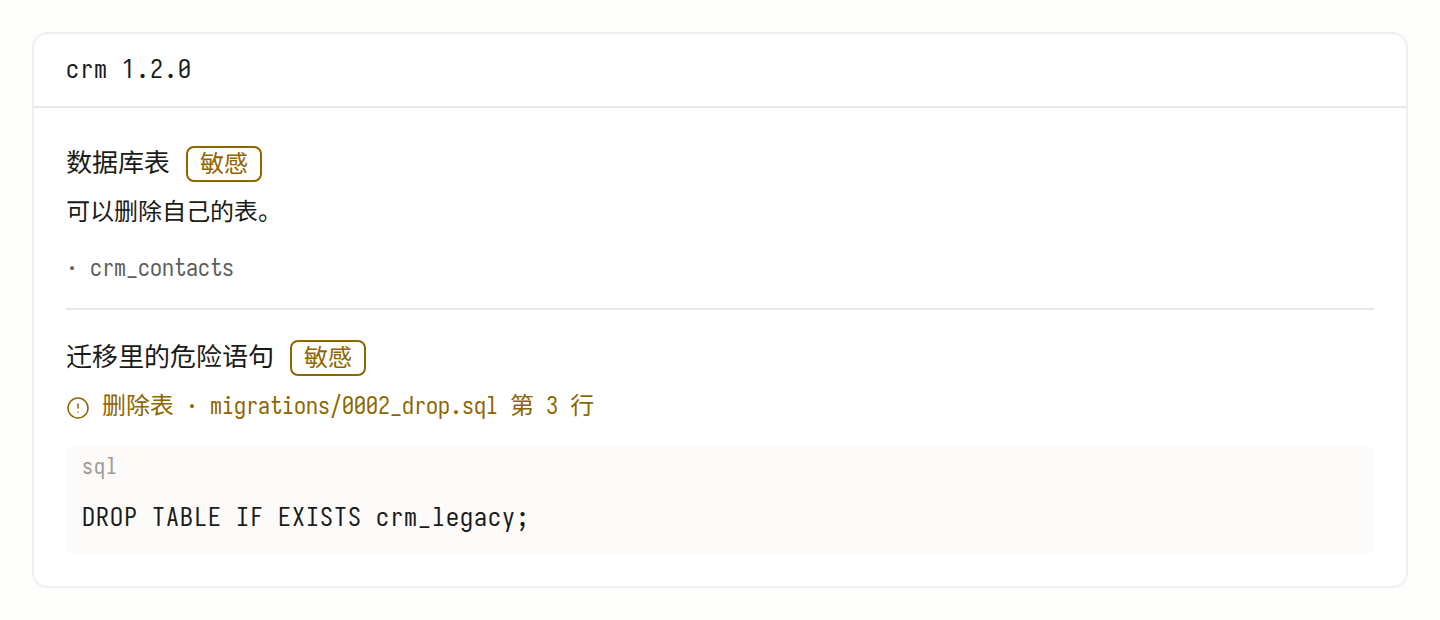 crm 1.2.0
数据库表 敏感
可以删除自己的表。
· crm_contacts
迁移里的危险语句 敏感
删除表 · migrations/0002_drop.sql 第 3 行
sql
DROP TABLE IF EXISTS crm_legacy;